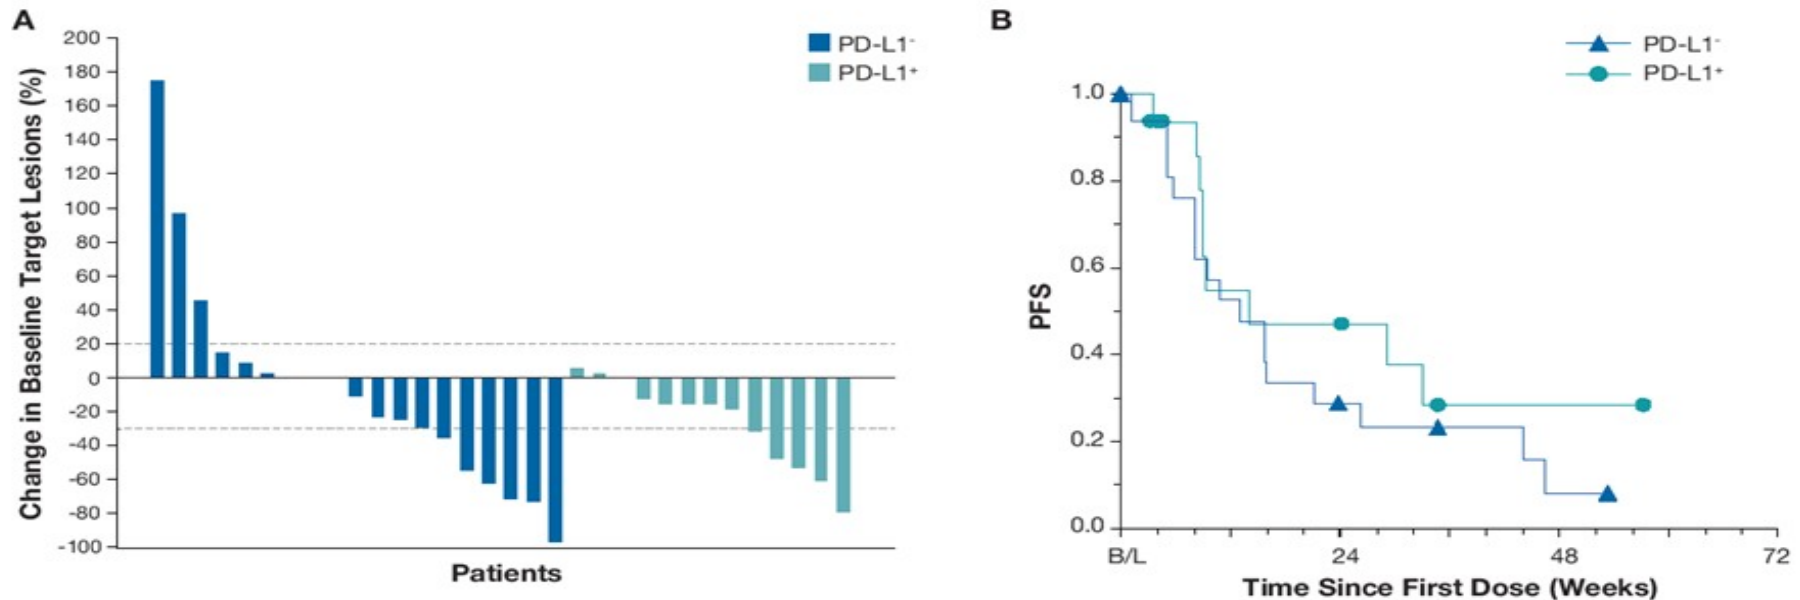 A
PD-L1-
PD-L1+
Change in Baseline Target Lesions (%)
200
180
160
140
120
100
80
60
40
20
0
-20
-40
-60
-80
-100
Patients
B
PD-L1-
PD-L1+
PFS
1.0
0.8
0.6
0.4
0.2
0.0
B/L 24 48 72
Time Since First Dose (Weeks)